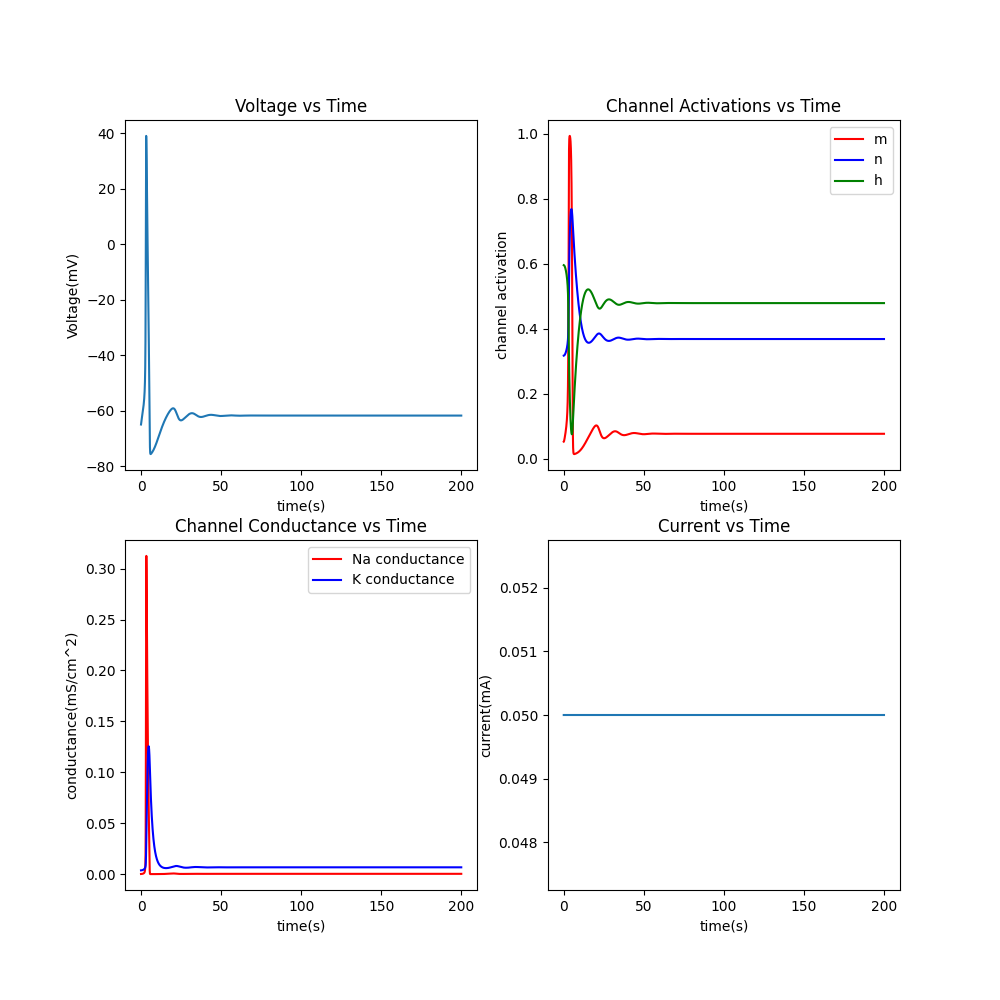 Voltage vs Time
40
20
0
−20
−40
−60
−80
Voltage(mV)
0 50 100 150 200
time(s)
Channel Activations vs Time
1.0
0.8
0.6
0.4
0.2
0.0
channel activation
m
n
h
0 50 100 150 200
time(s)
Channel Conductance vs Time
0.30
0.25
0.20
0.15
0.10
0.05
0.00
conductance(mS/cm^2)
Na conductance
K conductance
0 50 100 150 200
time(s)
Current vs Time
0.052
0.051
0.050
0.049
0.048
current(mA)
0 50 100 150 200
time(s)